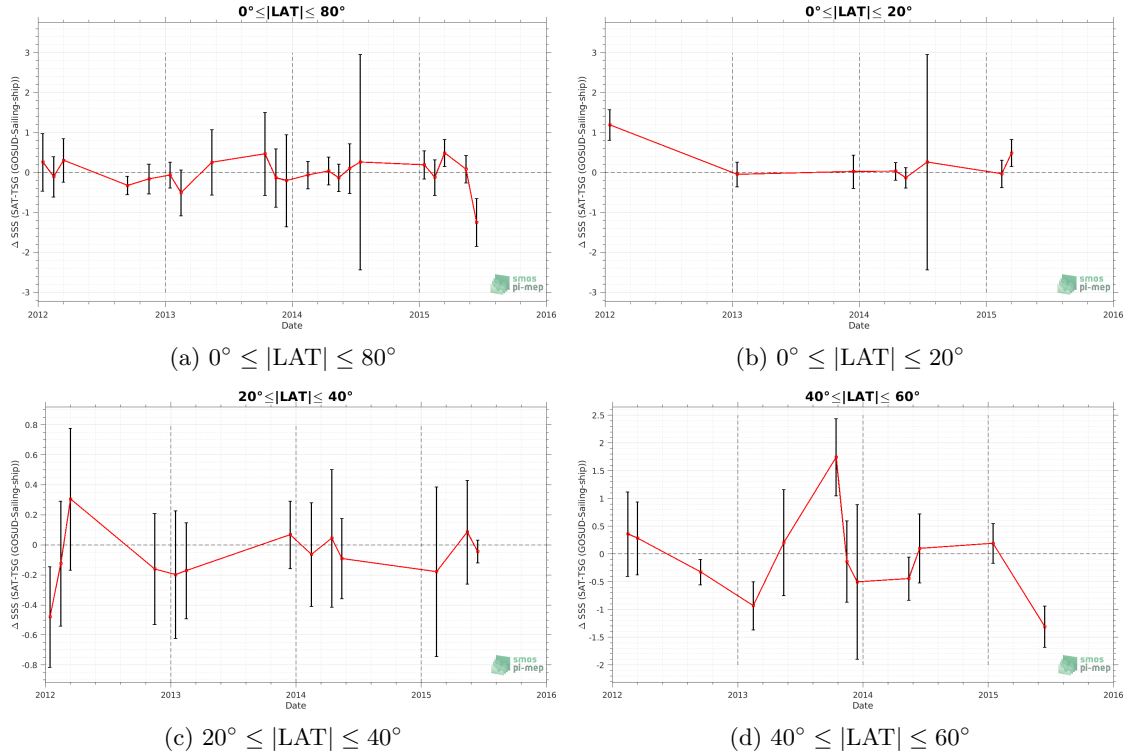 0°≤|LAT|≤ 80°
Δ SSS (SAT-TSG (GOSUD-Sailing-ship))
3
2
1
0
-1
-2
-3
2012
2013
2014
2015
2016
Date
smos
pi-mep
(a) 0° ≤ |LAT| ≤ 80°
0°≤|LAT|≤ 20°
Δ SSS (SAT-TSG (GOSUD-Sailing-ship))
3
2
1
0
-1
-2
-3
2012
2013
2014
2015
2016
Date
smos
pi-mep
(b) 0° ≤ |LAT| ≤ 20°
20°≤|LAT|≤ 40°
Δ SSS (SAT-TSG (GOSUD-Sailing-ship))
0.8
0.6
0.4
0.2
0
-0.2
-0.4
-0.6
-0.8
2012
2013
2014
2015
2016
Date
smos
pi-mep
(c) 20° ≤ |LAT| ≤ 40°
40°≤|LAT|≤ 60°
Δ SSS (SAT-TSG (GOSUD-Sailing-ship))
2.5
2
1.5
1
0.5
0
-0.5
-1
-1.5
-2
2012
2013
2014
2015
2016
Date
smos
pi-mep
(d) 40° ≤ |LAT| ≤ 60°